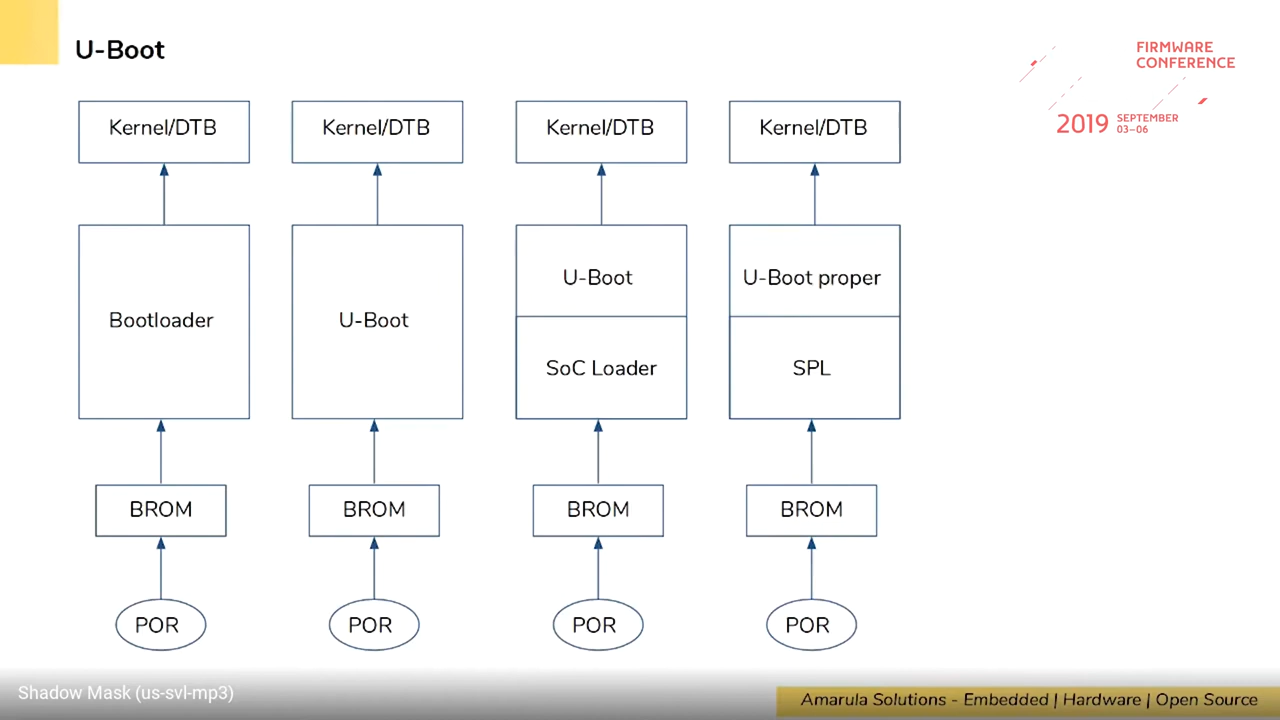 U-Boot
FIRMWARE
CONFERENCE
2019 SEPTEMBER
03–06
Kernel/DTB
Kernel/DTB
Kernel/DTB
Kernel/DTB
Bootloader
U-Boot
U-Boot
SoC Loader
U-Boot proper
SPL
BROM
BROM
BROM
BROM
POR
POR
POR
POR
Shadow Mask (us-svl-mp3)
Amarula Solutions - Embedded | Hardware | Open Source